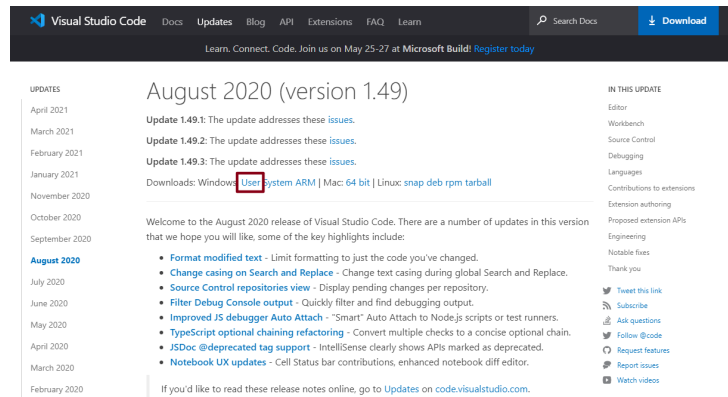 Visual Studio Code Docs Updates Blog API Extensions FAQ Learn Search Docs Download
Learn. Connect. Code. Join us on May 25-27 at Microsoft Build! Register today
UPDATES
April 2021
March 2021
February 2021
January 2021
November 2020
October 2020
September 2020
August 2020
July 2020
June 2020
May 2020
April 2020
March 2020
February 2020
August 2020 (version 1.49)
Update 1.49.1: The update addresses these issues.
Update 1.49.2: The update addresses these issues.
Update 1.49.3: The update addresses these issues.
Downloads: Windows: User System ARM | Mac: 64 bit | Linux: snap deb rpm tarball
Welcome to the August 2020 release of Visual Studio Code. There are a number of updates in this version
that we hope you will like, some of the key highlights include:
• Format modified text - Limit formatting to just the code you've changed.
• Change casing on Search and Replace - Change text casing during global Search and Replace.
• Source Control repositories view - Display pending changes per repository.
• Filter Debug Console output - Quickly filter and find debugging output.
• Improved JS debugger Auto Attach - "Smart" Auto Attach to Node.js scripts or test runners.
• TypeScript optional chaining refactoring - Convert multiple checks to a concise optional chain.
• JSDoc @deprecated tag support - IntelliSense clearly shows APIs marked as deprecated.
• Notebook UX updates - Cell Status bar contributions, enhanced notebook diff editor.
If you'd like to read these release notes online, go to Updates on code.visualstudio.com.
IN THIS UPDATE
Editor
Workbench
Source Control
Debugging
Languages
Contributions to extensions
Extension authoring
Proposed extension APIs
Engineering
Notable fixes
Thank you
Tweet this link
Subscribe
Ask questions
Follow @code
Request features
Report issues
Watch videos